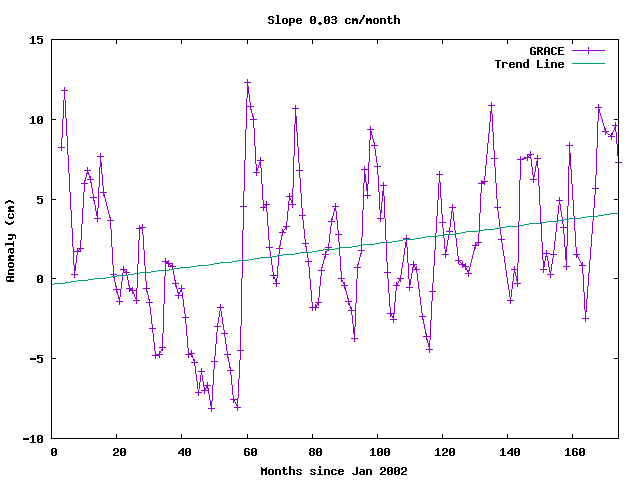 Slope 0.03 cm/month
15
GRACE
Trend Line
10
5
0
-5
-10
Anomaly (cm)
0 20 40 60 80 100 120 140 160
Months since Jan 2002